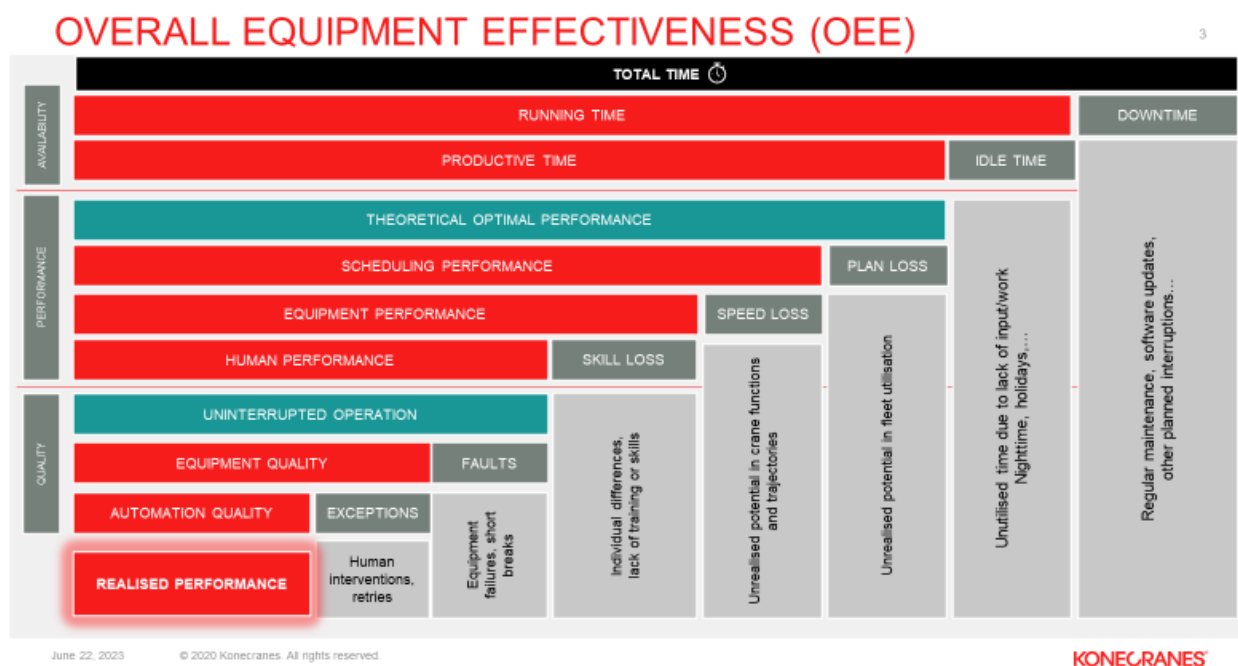 OVERALL EQUIPMENT EFFECTIVENESS (OEE)
3
TOTAL TIME
AVAILABILITY
RUNNING TIME
DOWNTIME
PRODUCTIVE TIME
IDLE TIME
PERFORMANCE
THEORETICAL OPTIMAL PERFORMANCE
SCHEDULING PERFORMANCE
PLAN LOSS
EQUIPMENT PERFORMANCE
SPEED LOSS
HUMAN PERFORMANCE
SKILL LOSS
QUALITY
UNINTERRUPTED OPERATION
EQUIPMENT QUALITY
FAULTS
AUTOMATION QUALITY
EXCEPTIONS
REALISED PERFORMANCE
Human
interventions,
retries
Equipment
failures, short
breaks
Individual differences,
lack of training or skills
Unrealised potential in crane functions
and trajectories
Unrealised potential in fleet utilisation
Unutilised time due to lack of input/work
Nighttime, holidays,…
Regular maintenance, software updates,
other planned interruptions…
June 22, 2023
© 2020 Konecranes. All rights reserved.
KONECRANES®